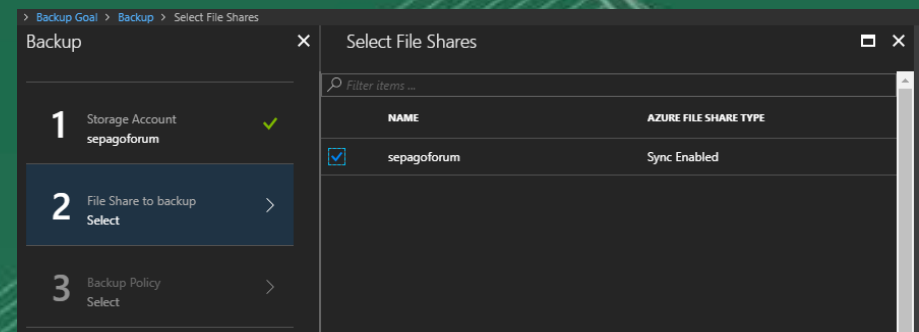 > Backup Goal > Backup > Select File Shares
Backup
1
Storage Account
sepagoforum
2
File Share to backup
Select
3
Backup Policy
Select
Select File Shares
Filter items ...
NAME AZURE FILE SHARE TYPE
sepagoforum Sync Enabled